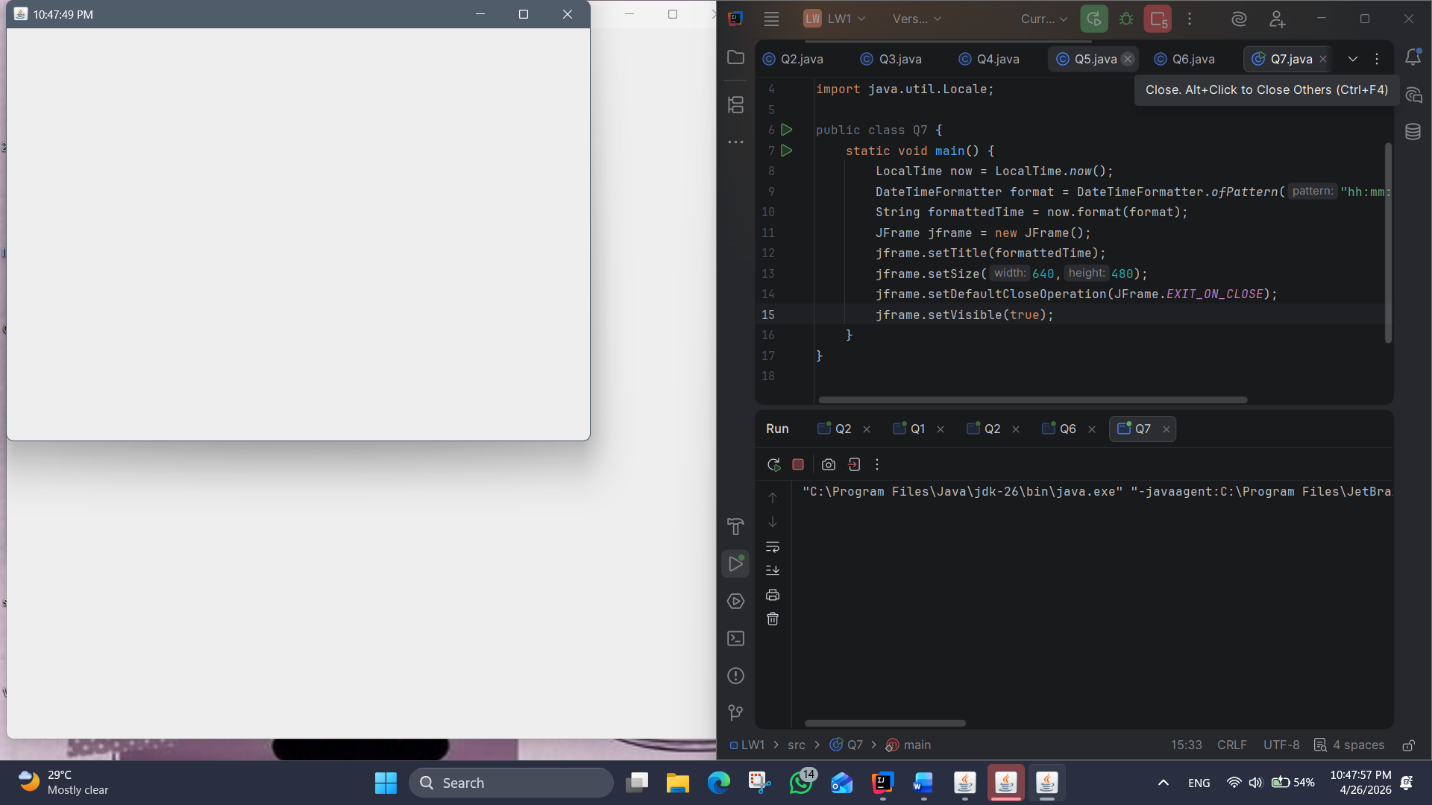 10:47:49 PM
LW LW1 Vers... Curr... 5
Q2.java Q3.java Q4.java Q5.java Q6.java Q7.java
Close. Alt+Click to Close Others (Ctrl+F4)
4 import java.util.Locale;
5
6 public class Q7 {
7 static void main() {
8 LocalTime now = LocalTime.now();
9 DateTimeFormatter format = DateTimeFormatter.ofPattern( pattern: "hh:mm:
10 String formattedTime = now.format(format);
11 JFrame jframe = new JFrame();
12 jframe.setTitle(formattedTime);
13 jframe.setSize( width: 640, height: 480);
14 jframe.setDefaultCloseOperation(JFrame.EXIT_ON_CLOSE);
15 jframe.setVisible(true);
16 }
17 }
18
Run Q2 Q1 Q2 Q6 Q7
"C:\Program Files\Java\jdk-26\bin\java.exe" "-javaagent:C:\Program Files\JetBra
LW1 > src > Q7 > main 15:33 CRLF UTF-8 4 spaces
29°C
Mostly clear
Search
14
ENG
54%
10:47:57 PM
4/26/2026